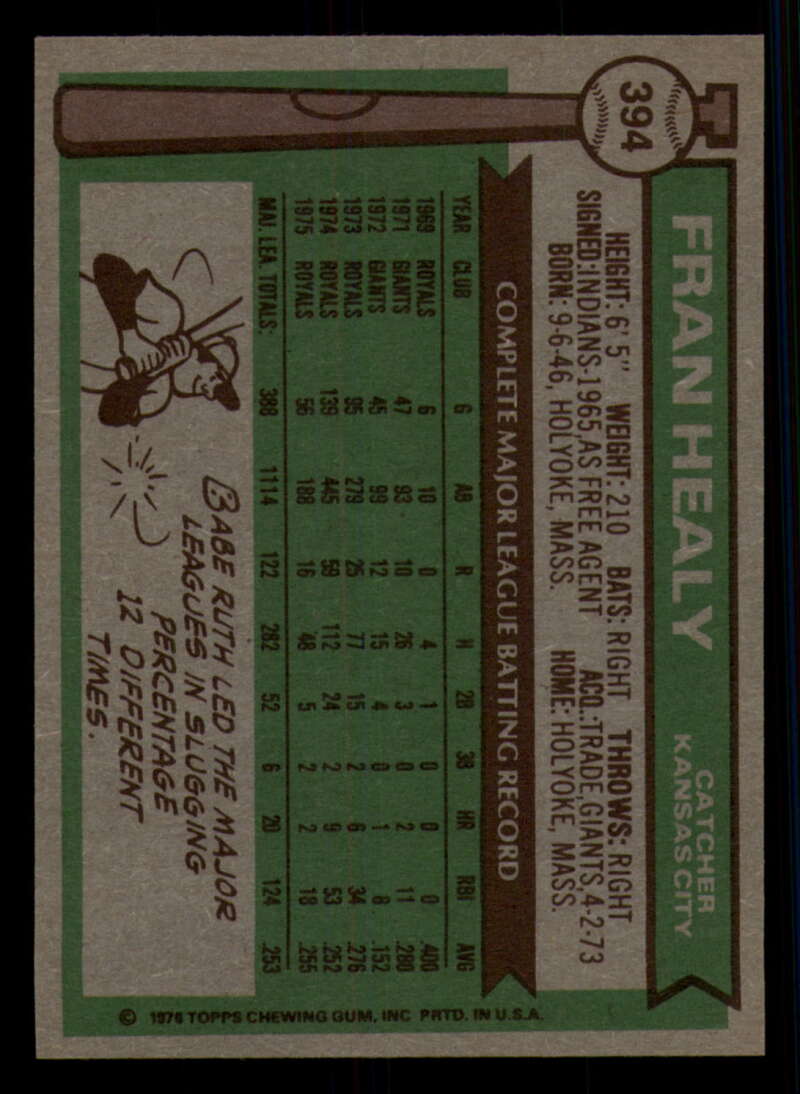 394
FRAN HEALY
CATCHER
KANSAS CITY
HEIGHT: 6' 5" WEIGHT: 210 BATS: RIGHT THROWS: RIGHT
SIGNED: INDIANS-1965, AS FREE AGENT ACQ.: TRADE, GIANTS, 4-2-73
BORN: 9-6-46, HOLYOKE, MASS. HOME: HOLYOKE, MASS.
COMPLETE MAJOR LEAGUE BATTING RECORD
YEAR CLUB G AB R H 2B 3B HR RBI AVG
1969 ROYALS 6 10 0 4 1 0 0 0 .400
1971 GIANTS 47 93 10 26 3 0 2 11 .280
1972 GIANTS 45 99 12 15 4 0 1 8 .152
1973 ROYALS 95 279 25 77 15 2 6 34 .276
1974 ROYALS 139 445 59 112 24 2 9 53 .252
1975 ROYALS 56 188 16 48 5 2 2 18 .255
MAJ. LEA. TOTALS: 388 1114 122 282 52 6 20 124 .253
BABE RUTH LED THE MAJOR
LEAGUES IN SLUGGING
PERCENTAGE
12 DIFFERENT
TIMES.
© 1976 TOPPS CHEWING GUM, INC PRTD. IN U.S.A.